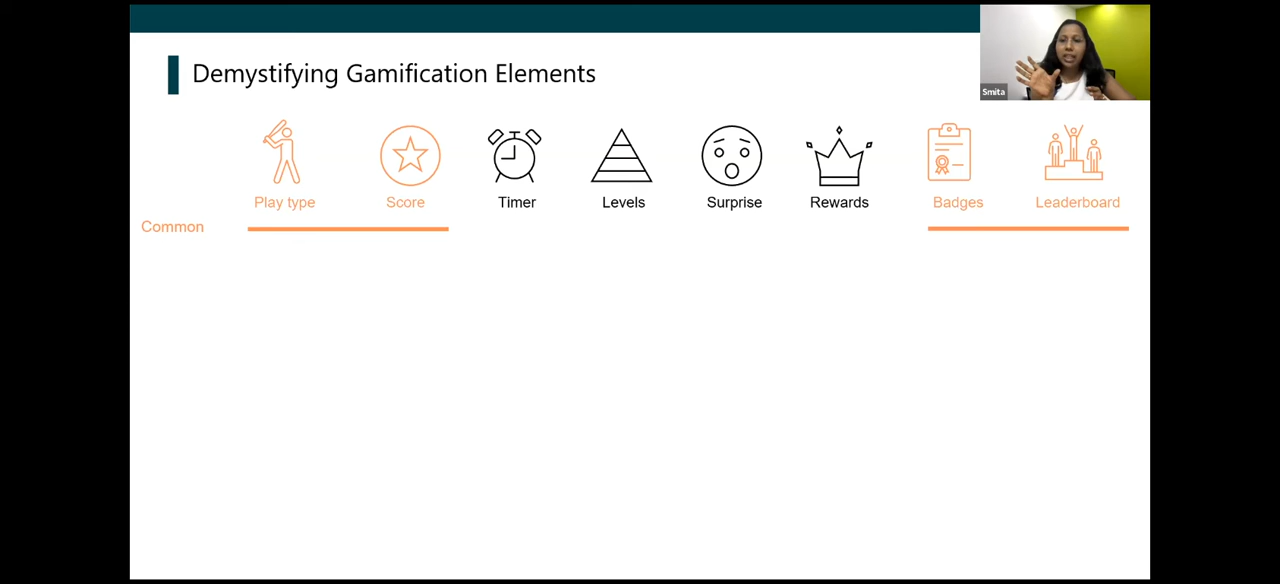 Demystifying Gamification Elements
Smita
Play type Score Timer Levels Surprise Rewards Badges Leaderboard
Common